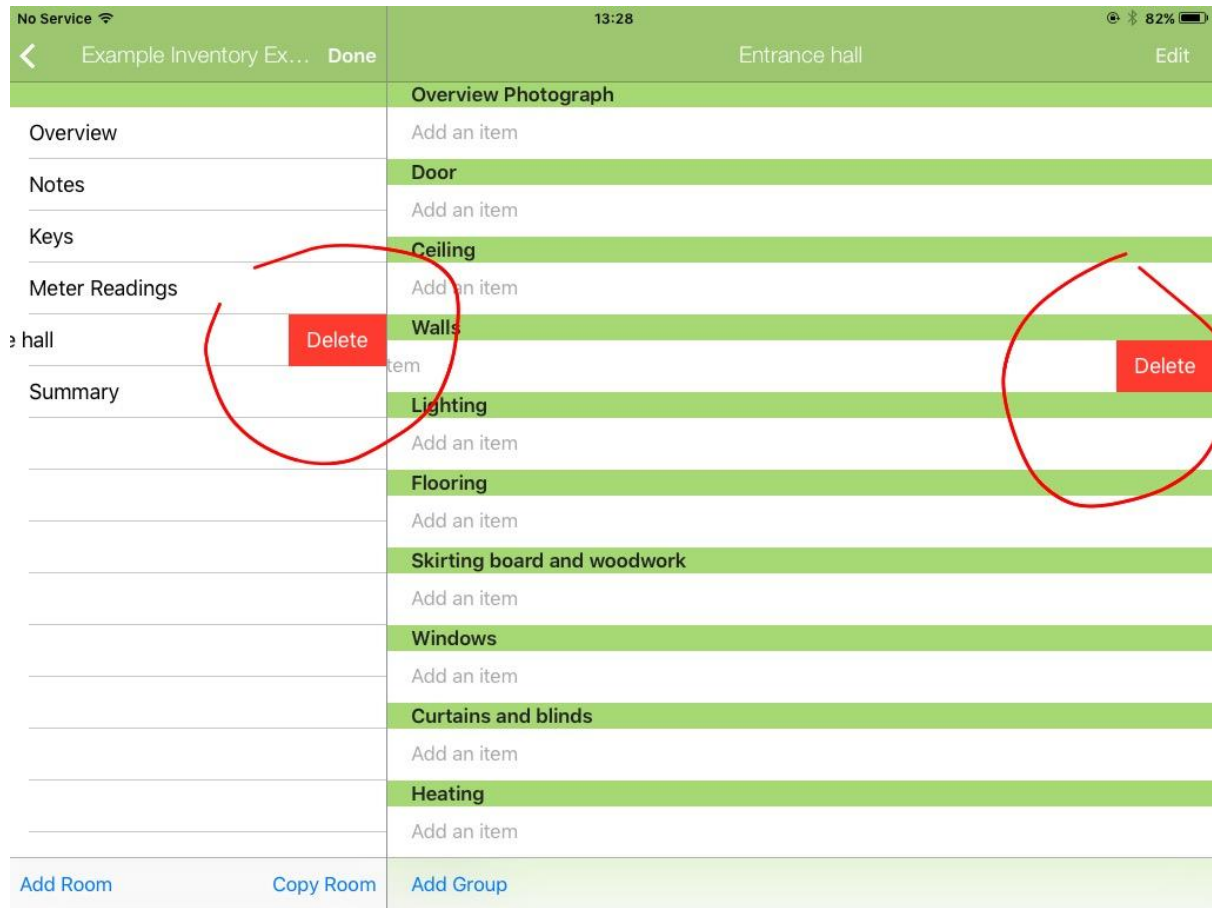 No Service 13:28 82%
Example Inventory Ex... Done
Entrance hall Edit
Overview
Notes
Keys
Meter Readings
e hall Delete
Summary
Add Room Copy Room
Overview Photograph
Add an item
Door
Add an item
Ceiling
Add an item
Walls
tem Delete
Lighting
Add an item
Flooring
Add an item
Skirting board and woodwork
Add an item
Windows
Add an item
Curtains and blinds
Add an item
Heating
Add an item
Add Group